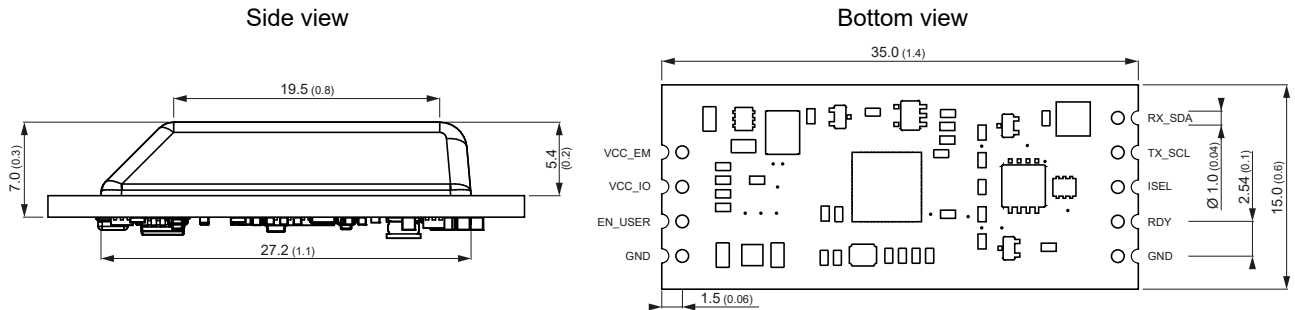 Side view
Bottom view
35.0 (1.4)
19.5 (0.8)
7.0 (0.3)
5.4 (0.2)
27.2 (1.1)
VCC_EM
VCC_IO
EN_USER
GND
RX_SDA
TX_SCL
ISEL
RDY
GND
Ø 1.0 (0.04)
2.54 (0.1)
15.0 (0.6)
1.5 (0.06)